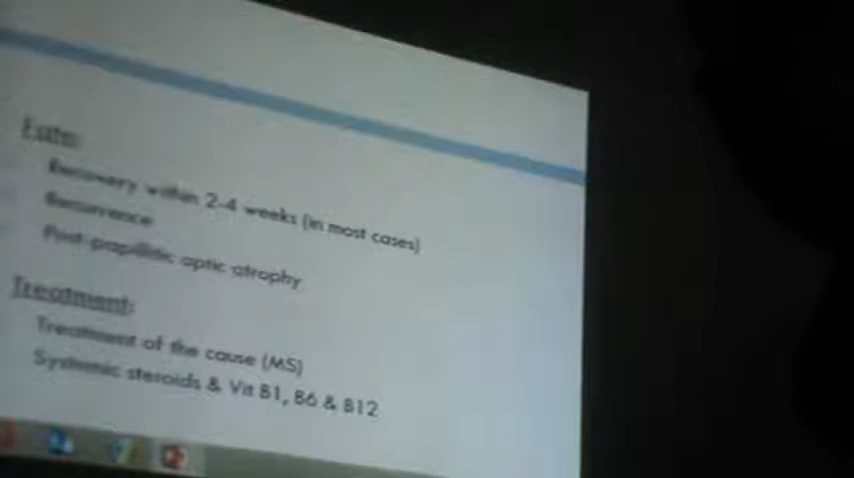 Fate:
Recovery within 2-4 weeks (in most cases)
Recurrence
Post-papillitic optic atrophy
Treatment:
Treatment of the cause (MS)
Systemic steroids & Vit B1, B6 & B12